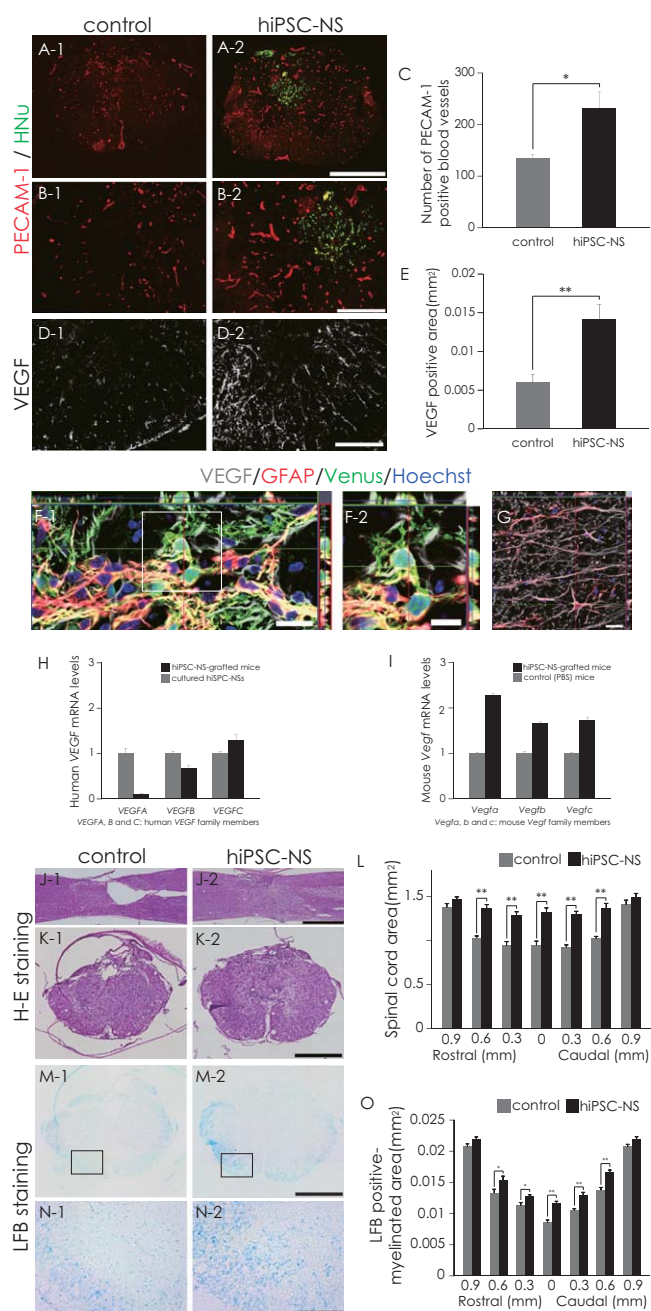 control hiPSC-NS
A-1 A-2
PECAM-1 / HNu
B-1 B-2
D-1 D-2
VEGF
C
Number of PECAM-1
positive blood vessels
300
200
100
0
*
control hiPSC-NS
E
VEGF positive area(mm²)
0.02
0.015
0.01
0.005
0
**
control hiPSC-NS
VEGF/GFAP/Venus/Hoechst
F-1 F-2 G
H
Human VEGF mRNA levels
3
2
1
0
hiPSC-NS-grafted mice
cultured hiSPC-NSs
VEGFA VEGFB VEGFC
VEGFA, B and C: human VEGF family members
I
Mouse Vegf mRNA levels
3
2
1
0
hiPSC-NS-grafted mice
control (PBS) mice
Vegfa Vegfb Vegfc
Vegfa, b and c: mouse Vegf family members
control hiPSC-NS
H-E staining
J-1 J-2
K-1 K-2
LFB staining
M-1 M-2
N-1 N-2
L
control hiPSC-NS
Spinal cord area(mm²)
1.5
1
0.5
0
** ** ** ** **
0.9 0.6 0.3 0 0.3 0.6 0.9
Rostral (mm) Caudal (mm)
O
control hiPSC-NS
LFB positive-
myelinated area(mm²)
0.025
0.02
0.015
0.01
0.005
0
* * ** ** **
0.9 0.6 0.3 0 0.3 0.6 0.9
Rostral (mm) Caudal (mm)